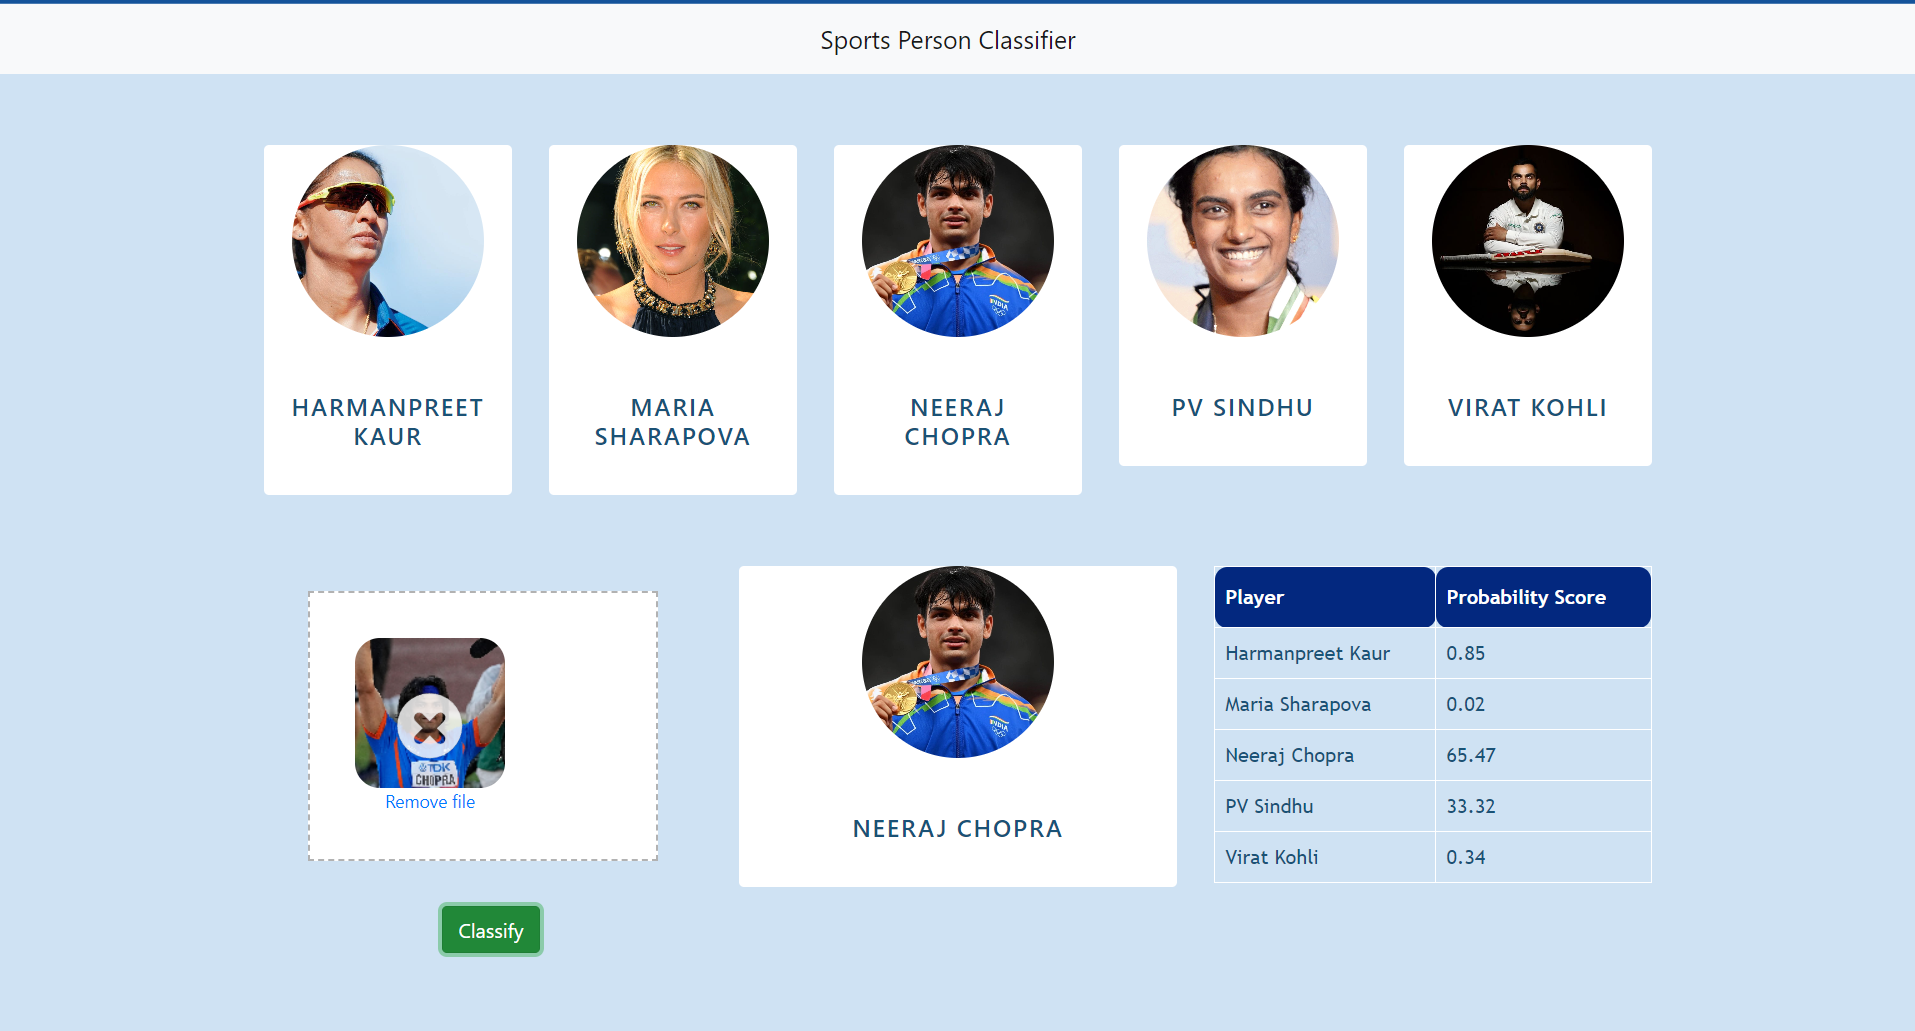 Sports Person Classifier
HARMANPREET
KAUR
MARIA
SHARAPOVA
NEERAJ
CHOPRA
INDIA
PV SINDHU
VIRAT KOHLI
TDK
CHOPRA
Remove file
Classify
INDIA
NEERAJ CHOPRA
Player Probability Score
Harmanpreet Kaur 0.85
Maria Sharapova 0.02
Neeraj Chopra 65.47
PV Sindhu 33.32
Virat Kohli 0.34